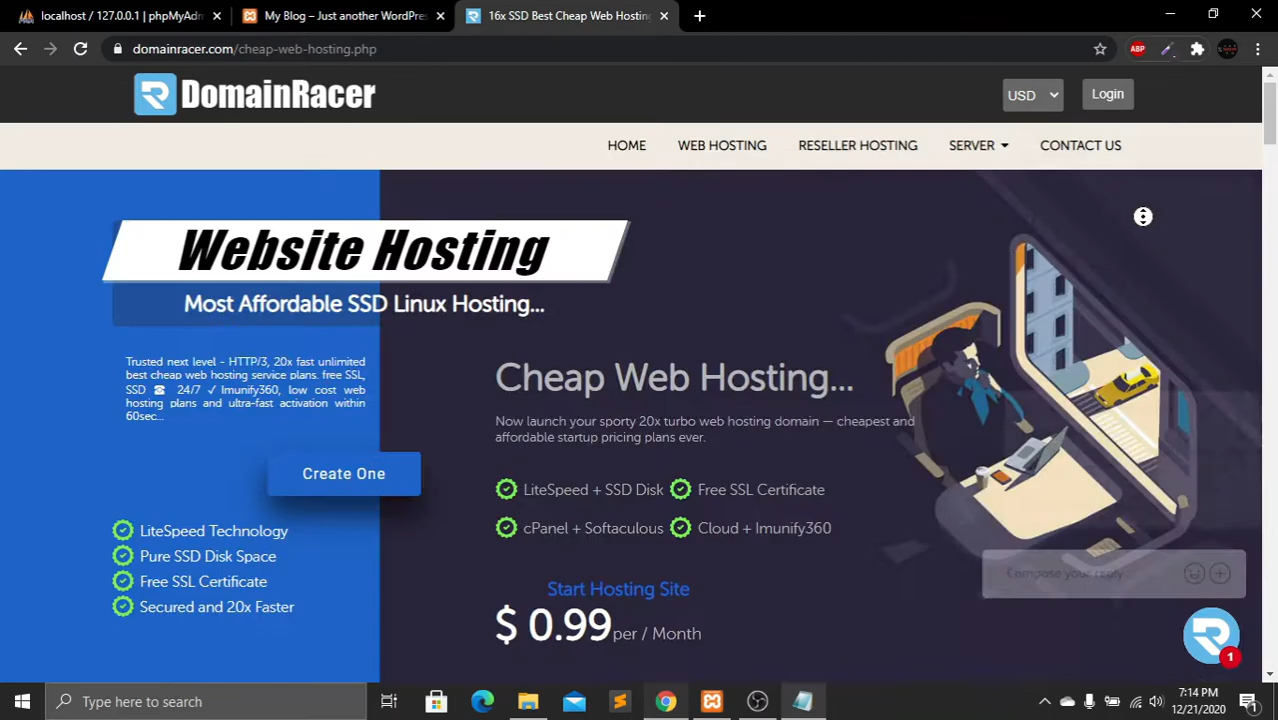 localhost / 127.0.0.1 | phpMyAdm
My Blog – Just another WordPres
16x SSD Best Cheap Web Hosting
domainracer.com/cheap-web-hosting.php
ABP
DomainRacer
USD
Login
HOME
WEB HOSTING
RESELLER HOSTING
SERVER
CONTACT US
Website Hosting
Most Affordable SSD Linux Hosting...
Trusted next level - HTTP/3, 20x fast unlimited
best cheap web hosting service plans. free SSL,
SSD ☎ 24/7 ✓ Imunify360, low cost web
hosting plans and ultra-fast activation within
60sec...
Create One
LiteSpeed Technology
Pure SSD Disk Space
Free SSL Certificate
Secured and 20x Faster
Cheap Web Hosting...
Now launch your sporty 20x turbo web hosting domain — cheapest and
affordable startup pricing plans ever.
LiteSpeed + SSD Disk
Free SSL Certificate
cPanel + Softaculous
Cloud + Imunify360
Start Hosting Site
$ 0.99 per / Month
Compose your reply
1
Type here to search
7:14 PM
12/21/2020
1